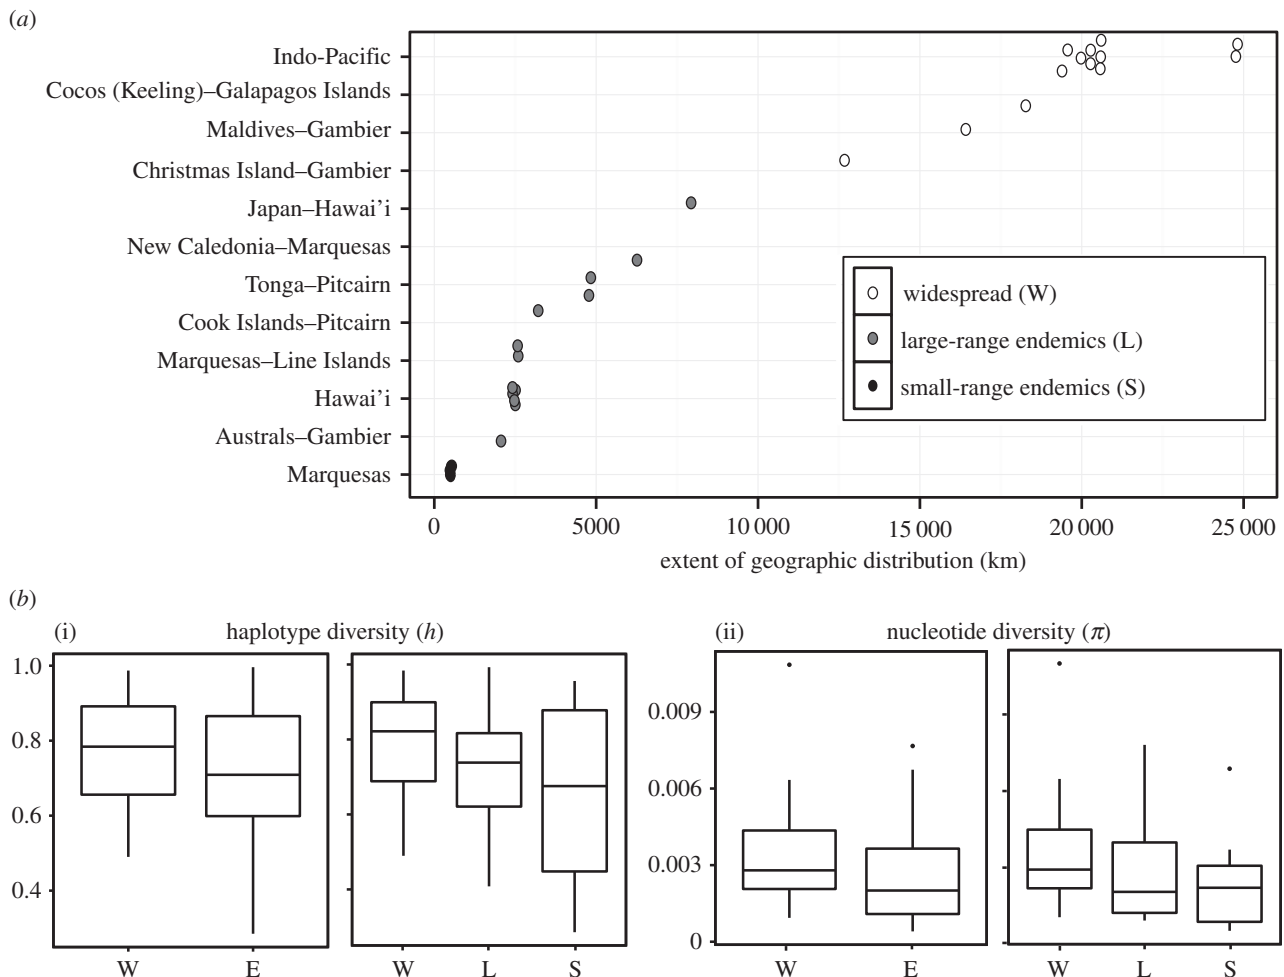 (a)
Indo-Pacific
Cocos (Keeling)–Galapagos Islands
Maldives–Gambier
Christmas Island–Gambier
Japan–Hawai’i
New Caledonia–Marquesas
Tonga–Pitcairn
Cook Islands–Pitcairn
Marquesas–Line Islands
Hawai’i
Australs–Gambier
Marquesas
widespread (W)
large-range endemics (L)
small-range endemics (S)
0 5000 10 000 15 000 20 000 25 000
extent of geographic distribution (km)
(b)
(i) haplotype diversity (h)
1.0
0.8
0.6
0.4
W E W L S
(ii) nucleotide diversity (π)
0.009
0.006
0.003
0
W E W L S